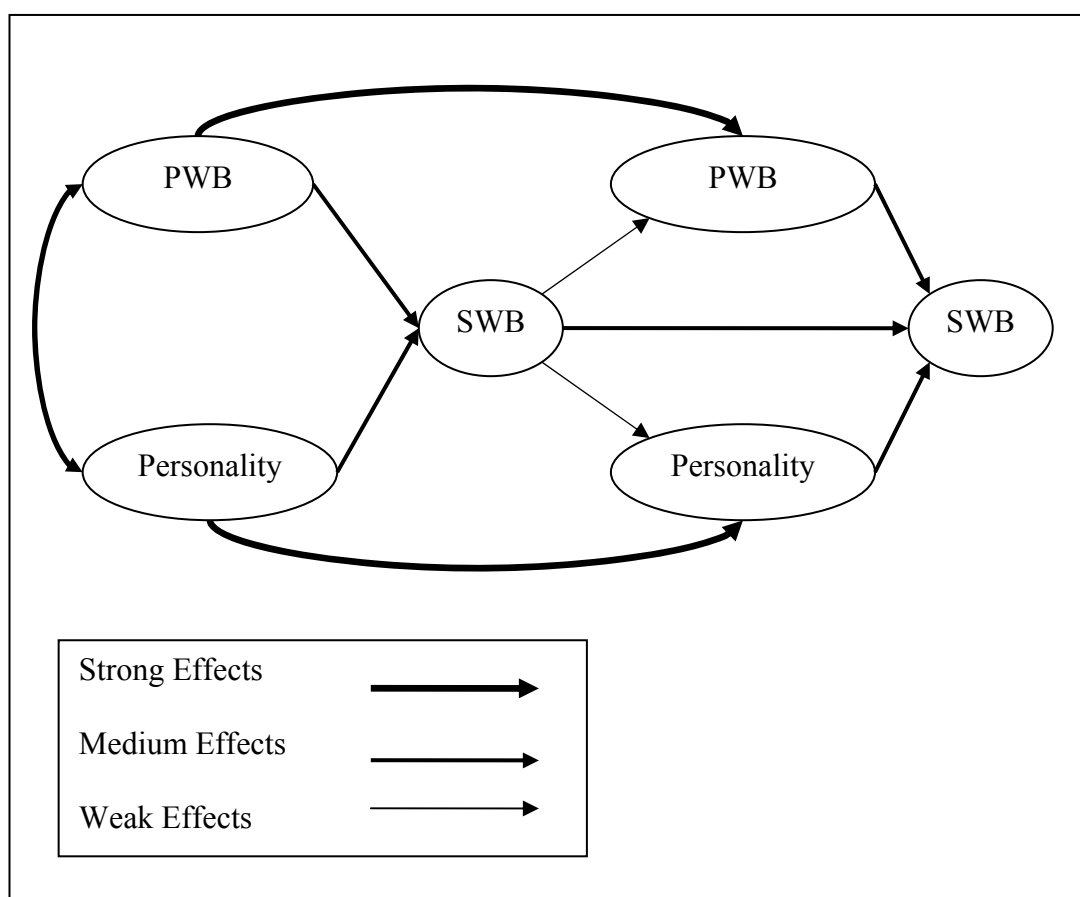 PWB
PWB
SWB
SWB
Personality
Personality
Strong Effects
Medium Effects
Weak Effects